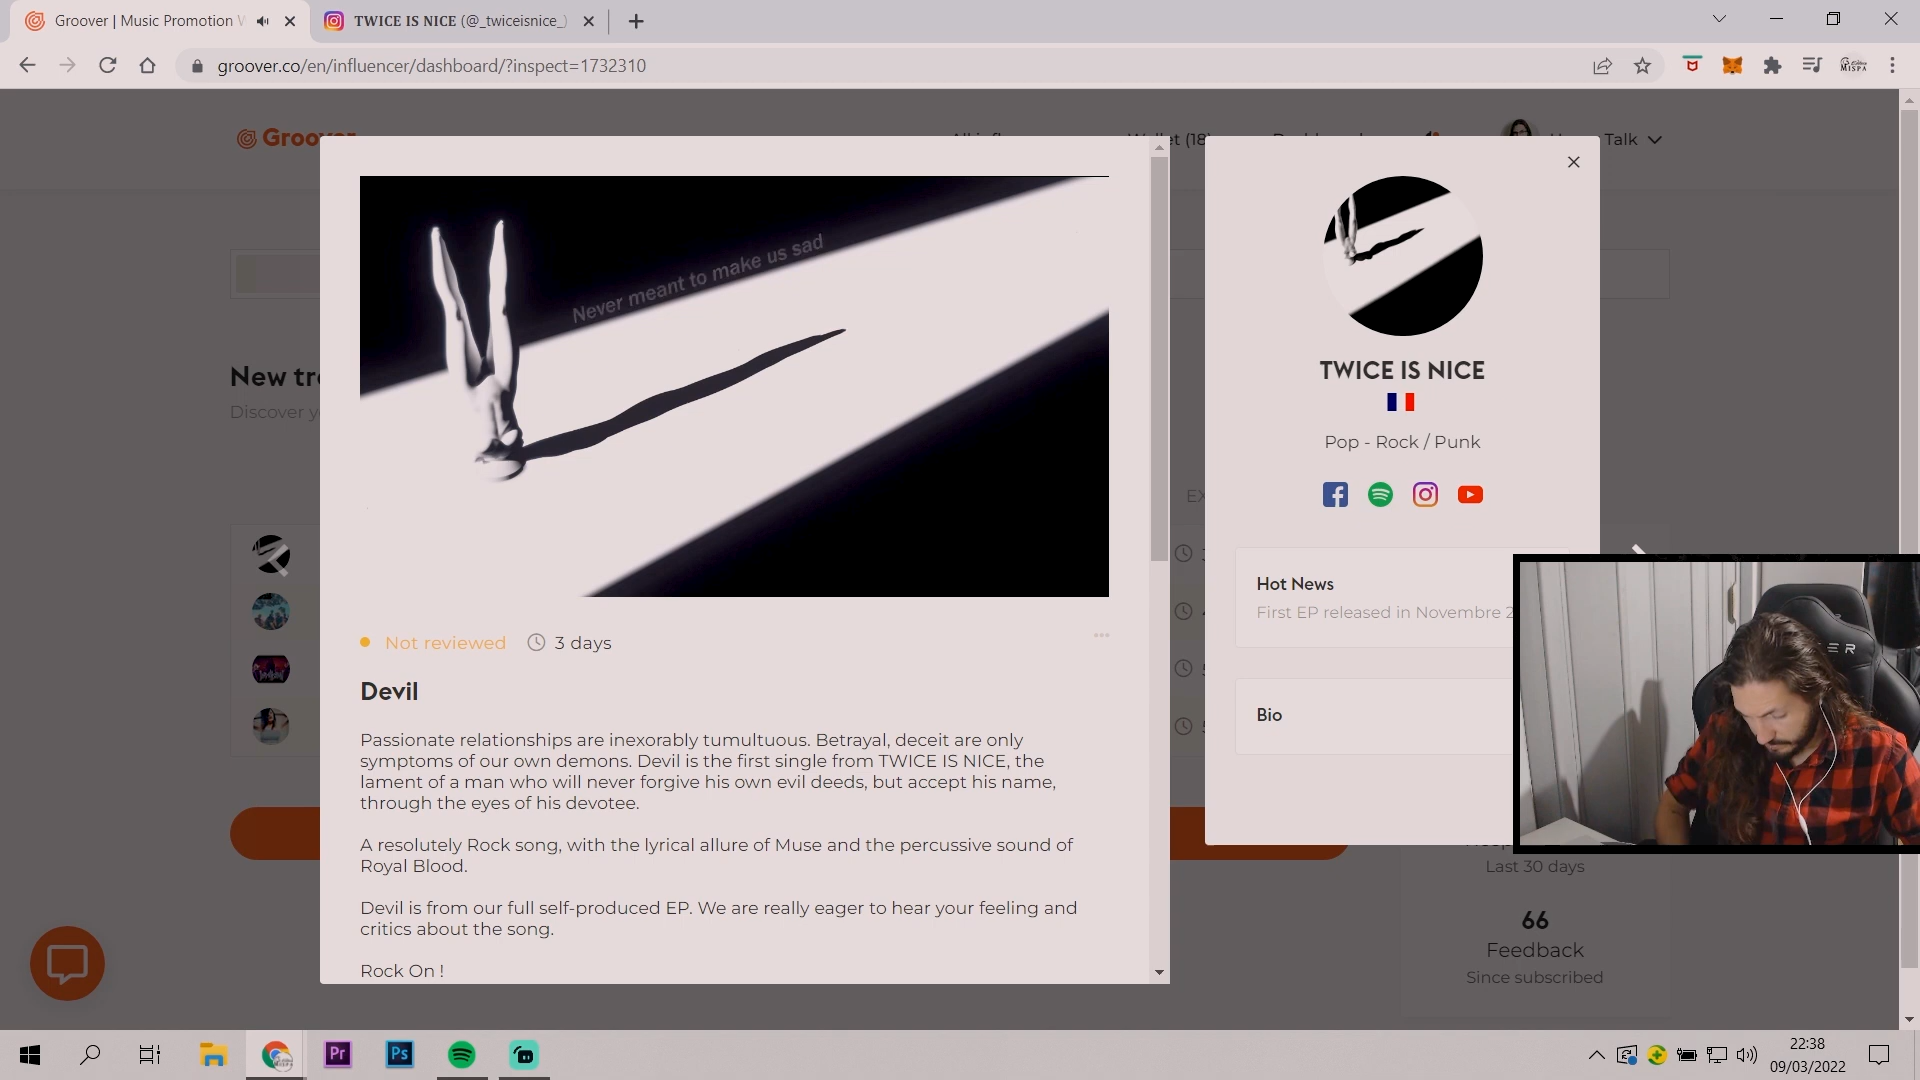 Groover | Music Promotion
TWICE IS NICE (@_twiceisnice_)
groover.co/en/influencer/dashboard/?inspect=1732310
MISPA
Groo
Talk
New
Discover
Never meant to make us sad
Not reviewed
3 days
Devil
Passionate relationships are inexorably tumultuous. Betrayal, deceit are only
symptoms of our own demons. Devil is the first single from TWICE IS NICE, the
lament of a man who will never forgive his own evil deeds, but accept his name,
through the eyes of his devotee.
A resolutely Rock song, with the lyrical allure of Muse and the percussive sound of
Royal Blood.
Devil is from our full self-produced EP. We are really eager to hear your feeling and
critics about the song.
Rock On !
TWICE IS NICE
Pop - Rock / Punk
Hot News
First EP released in Novembre 2
Bio
Last 30 days
66
Feedback
Since subscribed
Pr
Ps
22:38
09/03/2022